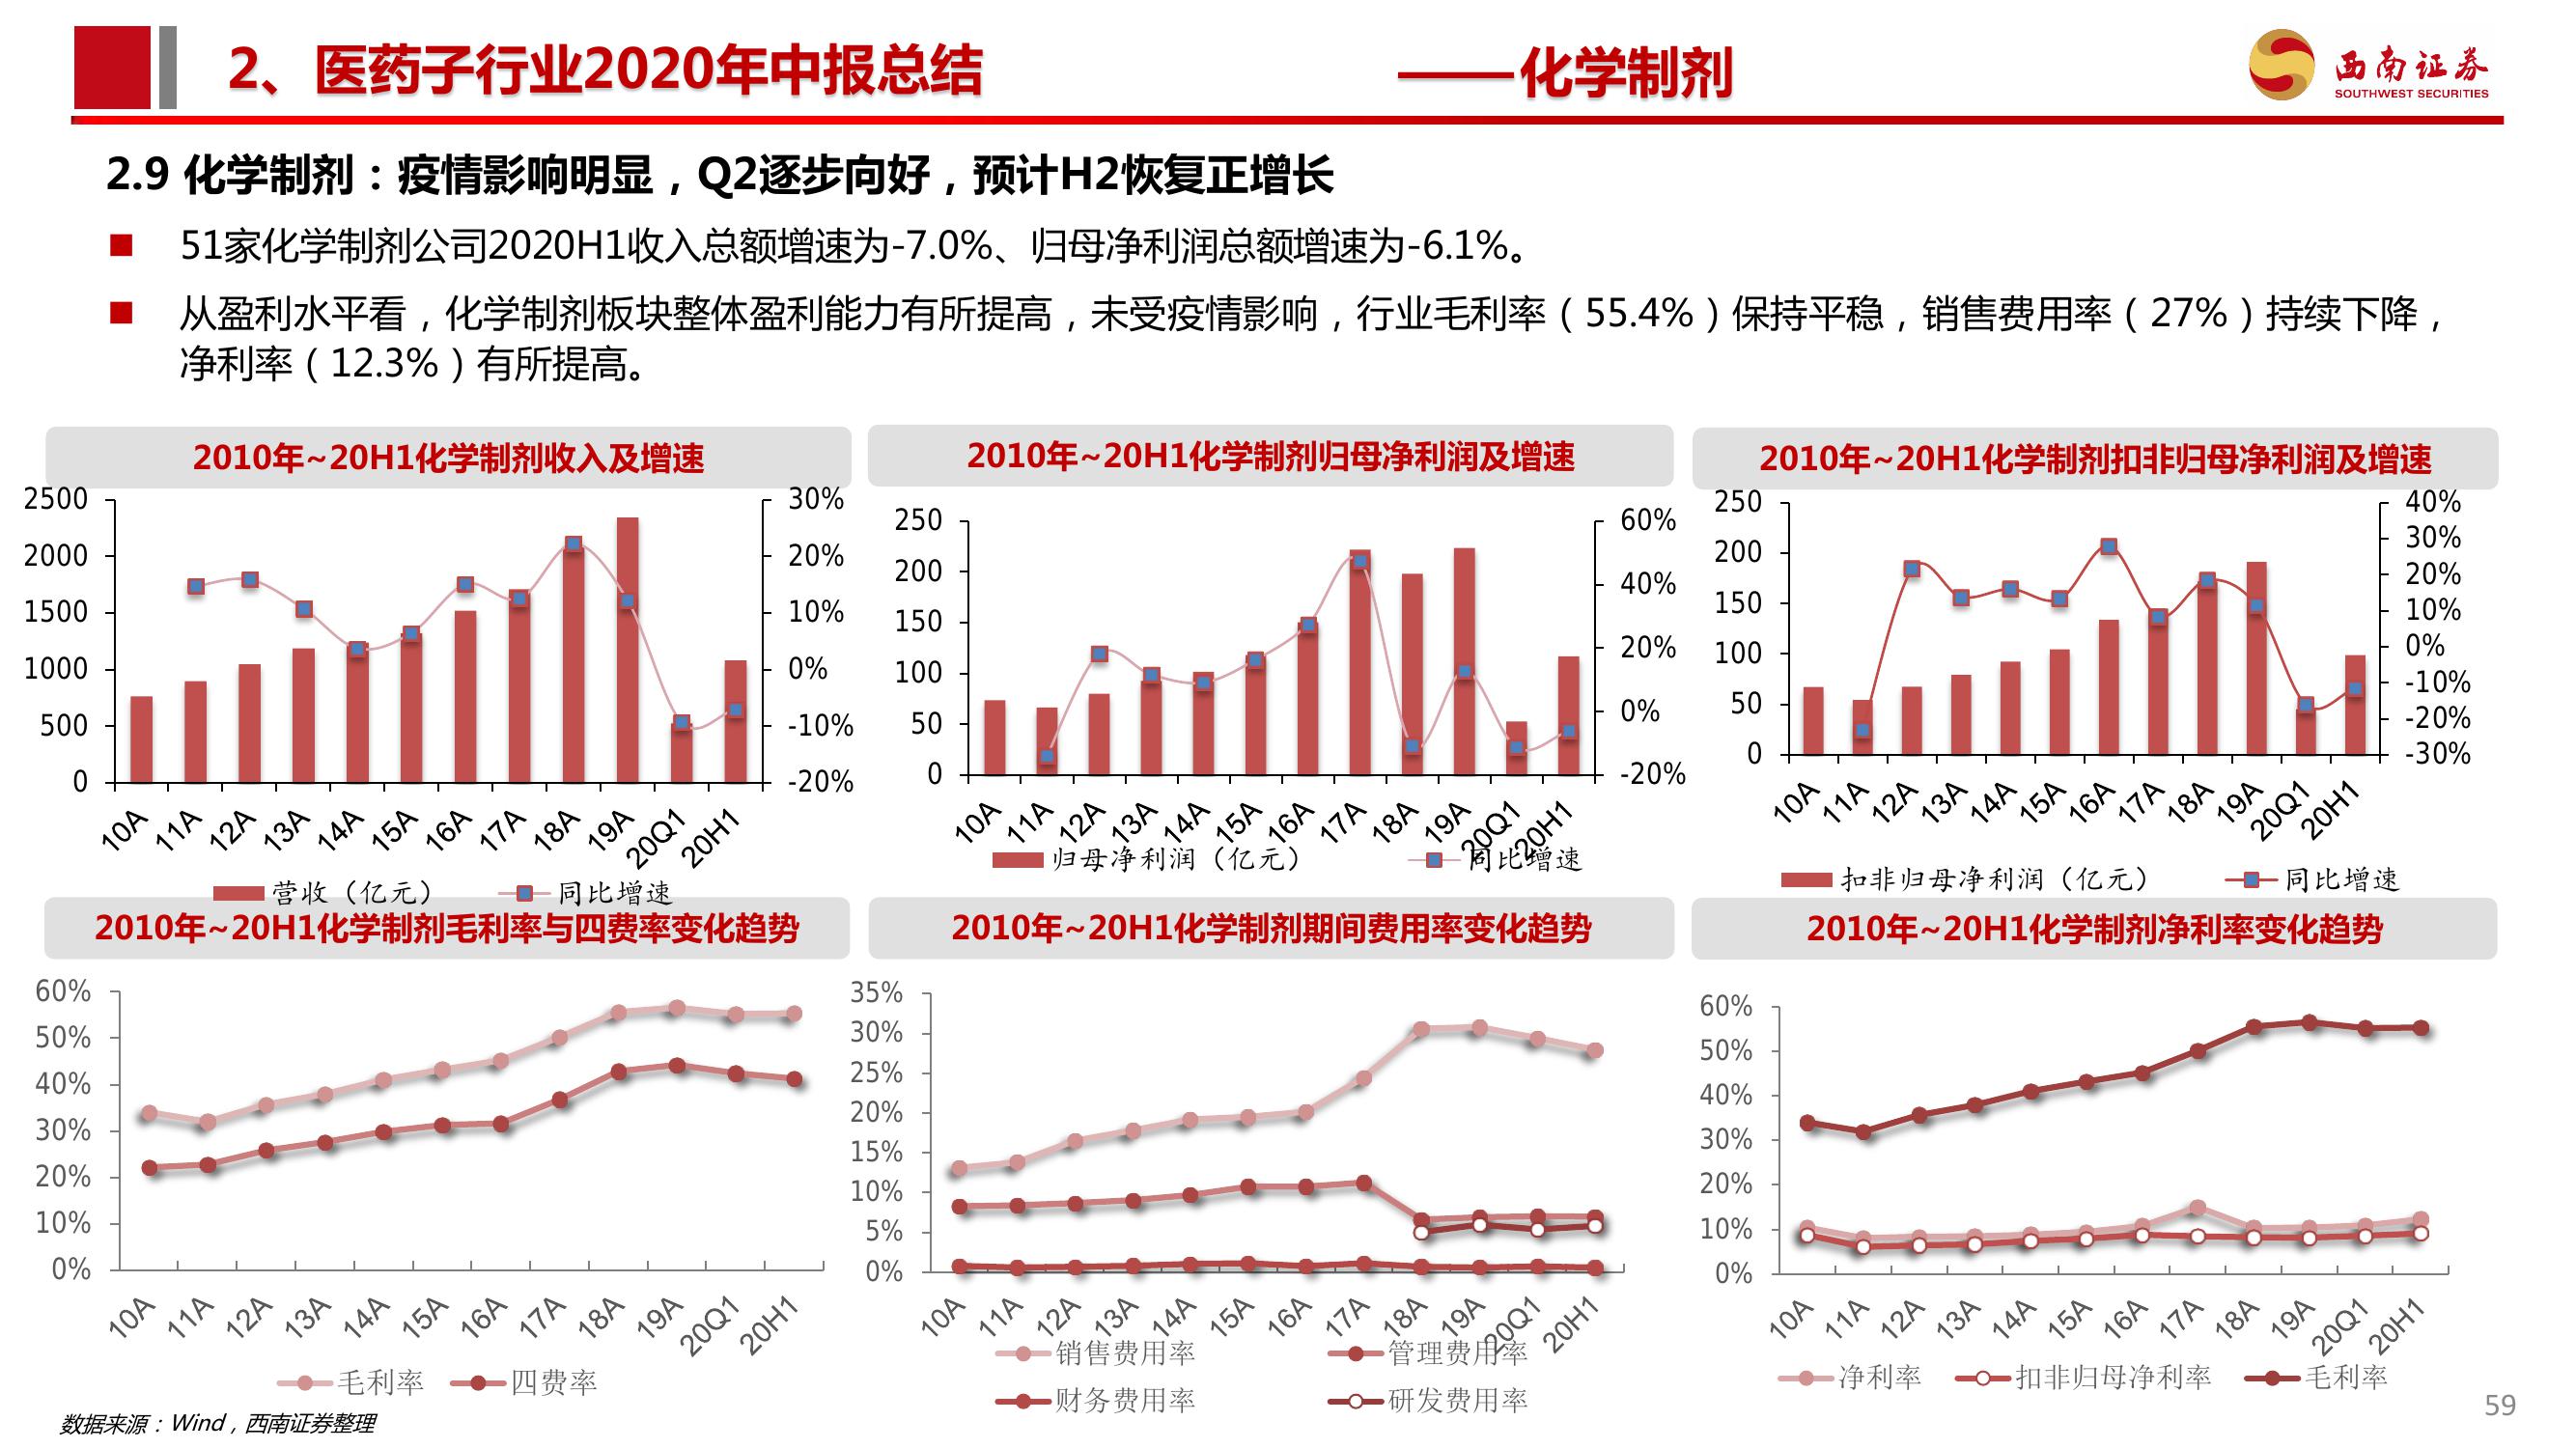 2、医药子行业2020年中报总结
——化学制剂
西南证券
SOUTHWEST SECURITIES
2.9 化学制剂：疫情影响明显，Q2逐步向好，预计H2恢复正增长
51家化学制剂公司2020H1收入总额增速为-7.0%、归母净利润总额增速为-6.1%。
从盈利水平看，化学制剂板块整体盈利能力有所提高，未受疫情影响，行业毛利率（55.4%）保持平稳，销售费用率（27%）持续下降，
净利率（12.3%）有所提高。
2010年~20H1化学制剂收入及增速
2500
2000
1500
1000
500
0
30%
20%
10%
0%
-10%
-20%
10A 11A 12A 13A 14A 15A 16A 17A 18A 19A 20Q1 20H1
营收（亿元） 同比增速
2010年~20H1化学制剂归母净利润及增速
250
200
150
100
50
0
60%
40%
20%
0%
-20%
10A 11A 12A 13A 14A 15A 16A 17A 18A 19A 20Q1 20H1
归母净利润（亿元） 同比增速
2010年~20H1化学制剂扣非归母净利润及增速
250
200
150
100
50
0
40%
30%
20%
10%
0%
-10%
-20%
-30%
10A 11A 12A 13A 14A 15A 16A 17A 18A 19A 20Q1 20H1
扣非归母净利润（亿元） 同比增速
2010年~20H1化学制剂毛利率与四费率变化趋势
60%
50%
40%
30%
20%
10%
0%
10A 11A 12A 13A 14A 15A 16A 17A 18A 19A 20Q1 20H1
毛利率 四费率
2010年~20H1化学制剂期间费用率变化趋势
35%
30%
25%
20%
15%
10%
5%
0%
10A 11A 12A 13A 14A 15A 16A 17A 18A 19A 20Q1 20H1
销售费用率 管理费用率
财务费用率 研发费用率
2010年~20H1化学制剂净利率变化趋势
60%
50%
40%
30%
20%
10%
0%
10A 11A 12A 13A 14A 15A 16A 17A 18A 19A 20Q1 20H1
净利率 扣非归母净利率 毛利率
数据来源：Wind，西南证券整理
59